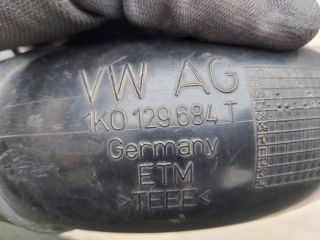 VW AG
1K0 129 684 T
Germany
ETM
>TEEE<